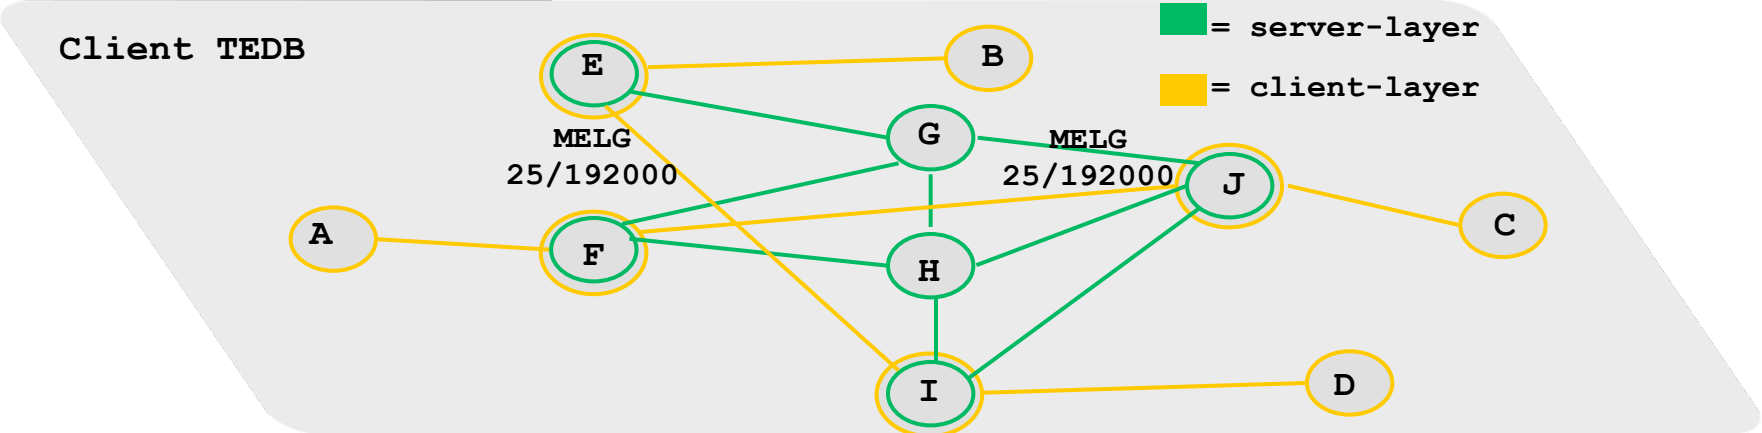 Client TEDB
= server-layer
= client-layer
E
B
G
MELG
25/192000
MELG
25/192000
J
A
F
H
C
I
D